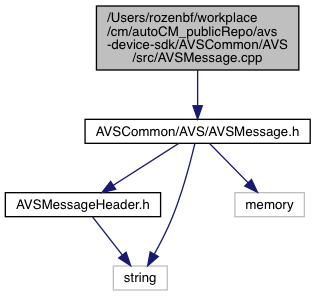 /Users/rozenbf/workplace
/cm/autoCM_publicRepo/avs
-device-sdk/AVSCommon/AVS
/src/AVSMessage.cpp
AVSCommon/AVS/AVSMessage.h
AVSMessageHeader.h
memory
string